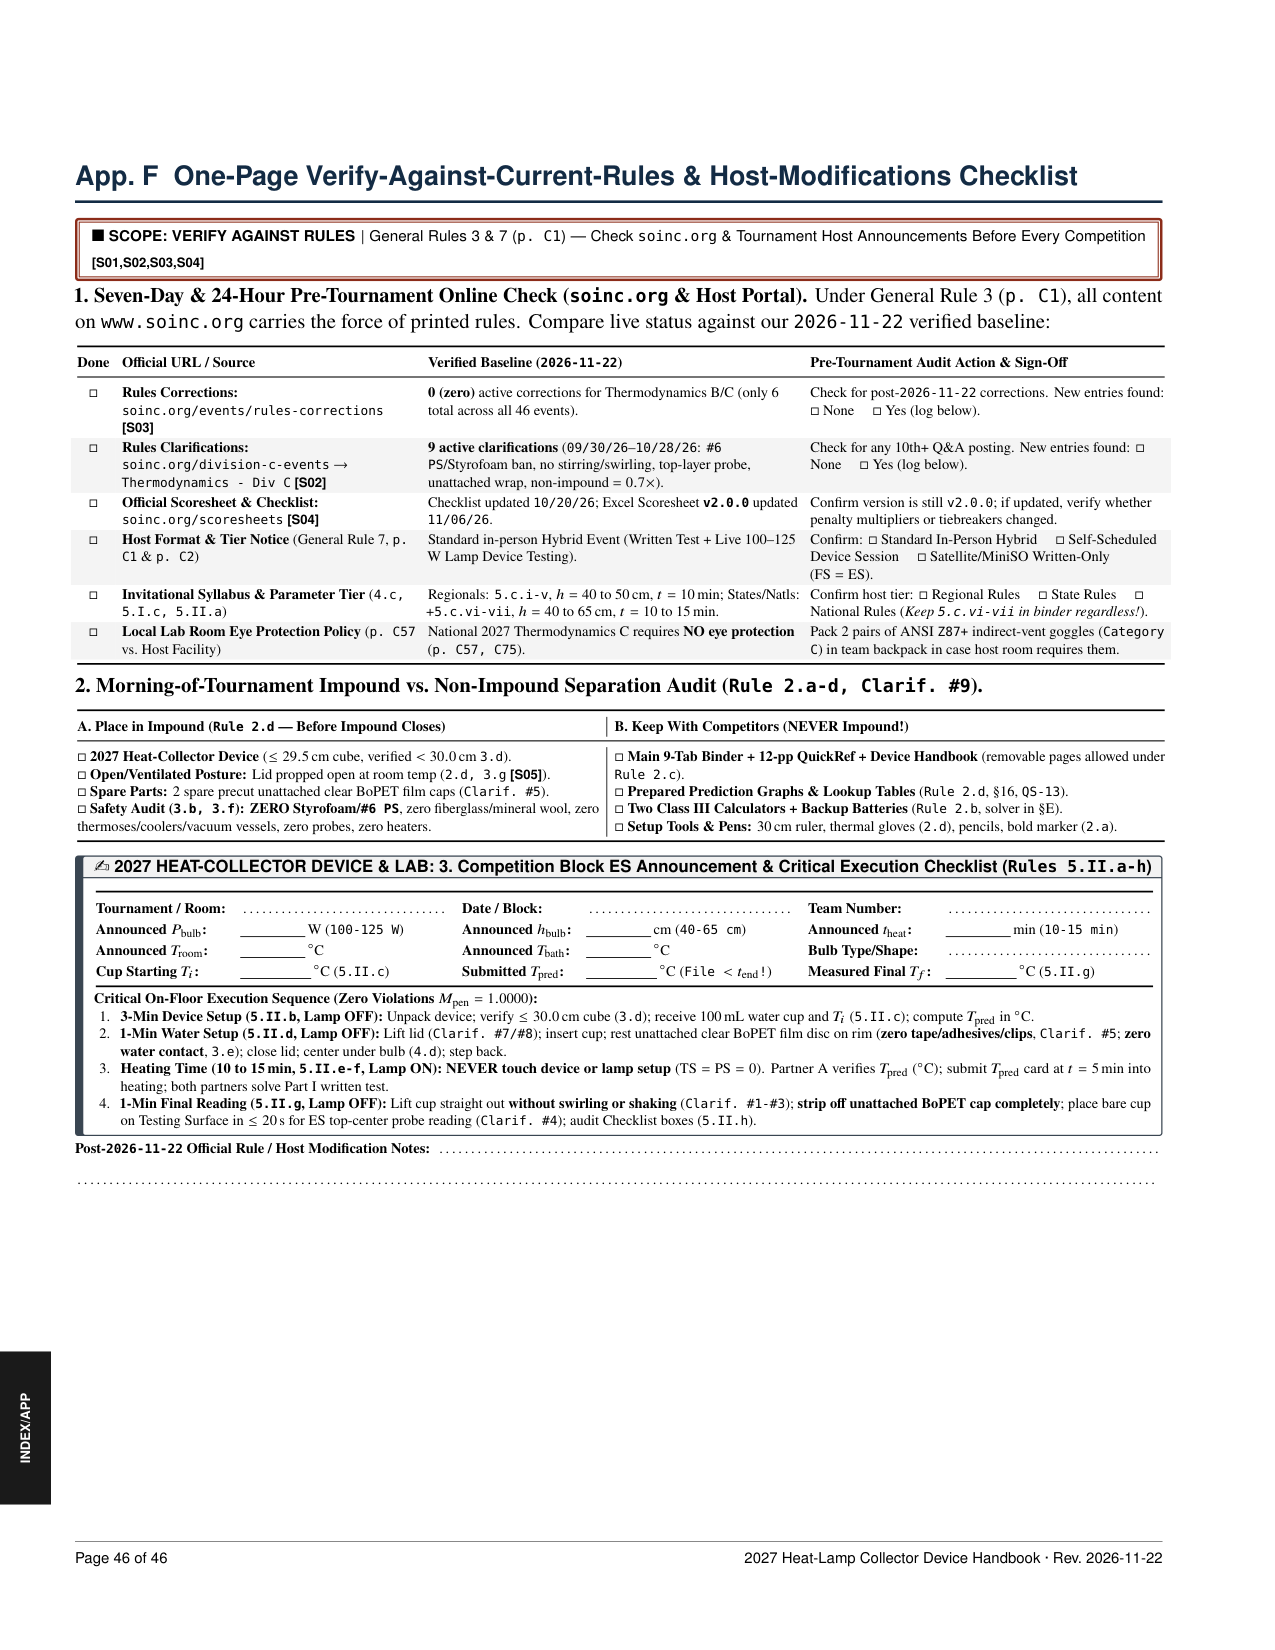 App. F One-Page Verify-Against-Current-Rules & Host-Modifications Checklist
■ SCOPE: VERIFY AGAINST RULES | General Rules 3 & 7 (p. C1) — Check soinc.org & Tournament Host Announcements Before Every Competition
[S01,S02,S03,S04]
1. Seven-Day & 24-Hour Pre-Tournament Online Check (soinc.org & Host Portal). Under General Rule 3 (p. C1), all content
on www.soinc.org carries the force of printed rules. Compare live status against our 2026-11-22 verified baseline:
Done Official URL / Source Verified Baseline (2026-11-22) Pre-Tournament Audit Action & Sign-Off
□ Rules Corrections: 0 (zero) active corrections for Thermodynamics B/C (only 6 Check for post-2026-11-22 corrections. New entries found:
soinc.org/events/rules-corrections total across all 46 events). □ None □ Yes (log below).
[S03]
□ Rules Clarifications: 9 active clarifications (09/30/26–10/28/26: #6 Check for any 10th+ Q&A posting. New entries found: □
soinc.org/division-c-events → PS/Styrofoam ban, no stirring/swirling, top-layer probe, None □ Yes (log below).
Thermodynamics - Div C [S02] unattached wrap, non-impound = 0.7×).
□ Official Scoresheet & Checklist: Checklist updated 10/20/26; Excel Scoresheet v2.0.0 updated Confirm version is still v2.0.0; if updated, verify whether
soinc.org/scoresheets [S04] 11/06/26. penalty multipliers or tiebreakers changed.
□ Host Format & Tier Notice (General Rule 7, p. Standard in-person Hybrid Event (Written Test + Live 100–125 Confirm: □ Standard In-Person Hybrid □ Self-Scheduled
C1 & p. C2) W Lamp Device Testing). Device Session □ Satellite/MiniSO Written-Only
(FS = ES).
□ Invitational Syllabus & Parameter Tier (4.c, Regionals: 5.c.i-v, h = 40 to 50 cm, t = 10 min; States/Natls: Confirm host tier: □ Regional Rules □ State Rules □
5.I.c, 5.II.a) +5.c.vi-vii, h = 40 to 65 cm, t = 10 to 15 min. National Rules (Keep 5.c.vi-vii in binder regardless!).
□ Local Lab Room Eye Protection Policy (p. C57 National 2027 Thermodynamics C requires NO eye protection Pack 2 pairs of ANSI Z87+ indirect-vent goggles (Category
vs. Host Facility) (p. C57, C75). C) in team backpack in case host room requires them.
2. Morning-of-Tournament Impound vs. Non-Impound Separation Audit (Rule 2.a-d, Clarif. #9).
A. Place in Impound (Rule 2.d — Before Impound Closes) B. Keep With Competitors (NEVER Impound!)
□ 2027 Heat-Collector Device (≤ 29.5 cm cube, verified < 30.0 cm 3.d). □ Main 9-Tab Binder + 12-pp QuickRef + Device Handbook (removable pages allowed under
□ Open/Ventilated Posture: Lid propped open at room temp (2.d, 3.g [S05]). Rule 2.c).
□ Spare Parts: 2 spare precut unattached clear BoPET film caps (Clarif. #5). □ Prepared Prediction Graphs & Lookup Tables (Rule 2.d, §16, QS-13).
□ Safety Audit (3.b, 3.f): ZERO Styrofoam/#6 PS, zero fiberglass/mineral wool, zero □ Two Class III Calculators + Backup Batteries (Rule 2.b, solver in §E).
thermoses/coolers/vacuum vessels, zero probes, zero heaters. □ Setup Tools & Pens: 30 cm ruler, thermal gloves (2.d), pencils, bold marker (2.a).
✍ 2027 HEAT-COLLECTOR DEVICE & LAB: 3. Competition Block ES Announcement & Critical Execution Checklist (Rules 5.II.a-h)
Tournament / Room: .............................. Date / Block: .............................. Team Number: ..............................
Announced Pbulb: _________ W (100-125 W) Announced hbulb: _________ cm (40-65 cm) Announced theat: _________ min (10-15 min)
Announced Troom: _________ °C Announced Tbath: _________ °C Bulb Type/Shape: ..............................
Cup Starting Ti: _________ °C (5.II.c) Submitted Tpred: _________ °C (File < tend!) Measured Final Tf: _________ °C (5.II.g)
Critical On-Floor Execution Sequence (Zero Violations Mpen = 1.0000):
1. 3-Min Device Setup (5.II.b, Lamp OFF): Unpack device; verify ≤ 30.0 cm cube (3.d); receive 100 mL water cup and Ti (5.II.c); compute Tpred in °C.
2. 1-Min Water Setup (5.II.d, Lamp OFF): Lift lid (Clarif. #7/#8); insert cup; rest unattached clear BoPET film disc on rim (zero tape/adhesives/clips, Clarif. #5; zero
water contact, 3.e); close lid; center under bulb (4.d); step back.
3. Heating Time (10 to 15 min, 5.II.e-f, Lamp ON): NEVER touch device or lamp setup (TS = PS = 0). Partner A verifies Tpred (°C); submit Tpred card at t = 5 min into
heating; both partners solve Part I written test.
4. 1-Min Final Reading (5.II.g, Lamp OFF): Lift cup straight out without swirling or shaking (Clarif. #1-#3); strip off unattached BoPET cap completely; place bare cup
on Testing Surface in ≤ 20 s for ES top-center probe reading (Clarif. #4); audit Checklist boxes (5.II.h).
Post-2026-11-22 Official Rule / Host Modification Notes: ..............................
..............................
INDEX/APP
Page 46 of 46 2027 Heat-Lamp Collector Device Handbook · Rev. 2026-11-22